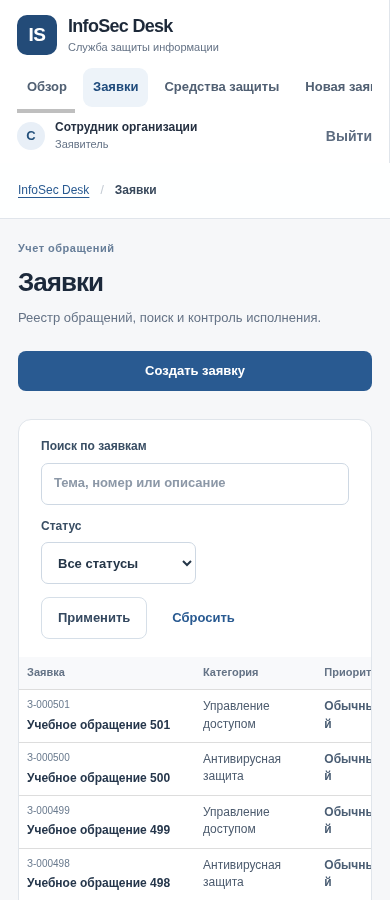 IS
InfoSec Desk
Служба защиты информации
Обзор Заявки Средства защиты Новая зая
С
Сотрудник организации
Заявитель
Выйти
InfoSec Desk / Заявки
Учет обращений
Заявки
Реестр обращений, поиск и контроль исполнения.
Создать заявку
Поиск по заявкам
Тема, номер или описание
Статус
Все статусы
Применить Сбросить
Заявка Категория Приорит
З-000501
Учебное обращение 501
Управление
доступом
Обычны
й
З-000500
Учебное обращение 500
Антивирусная
защита
Обычны
й
З-000499
Учебное обращение 499
Управление
доступом
Обычны
й
З-000498
Учебное обращение 498
Антивирусная
защита
Обычны
й